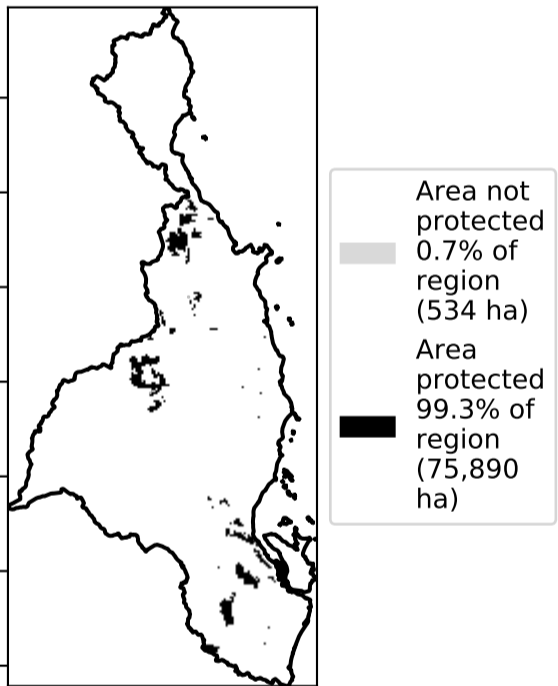 Area not
protected
0.7% of
region
(534 ha)
Area
protected
99.3% of
region
(75,890
ha)